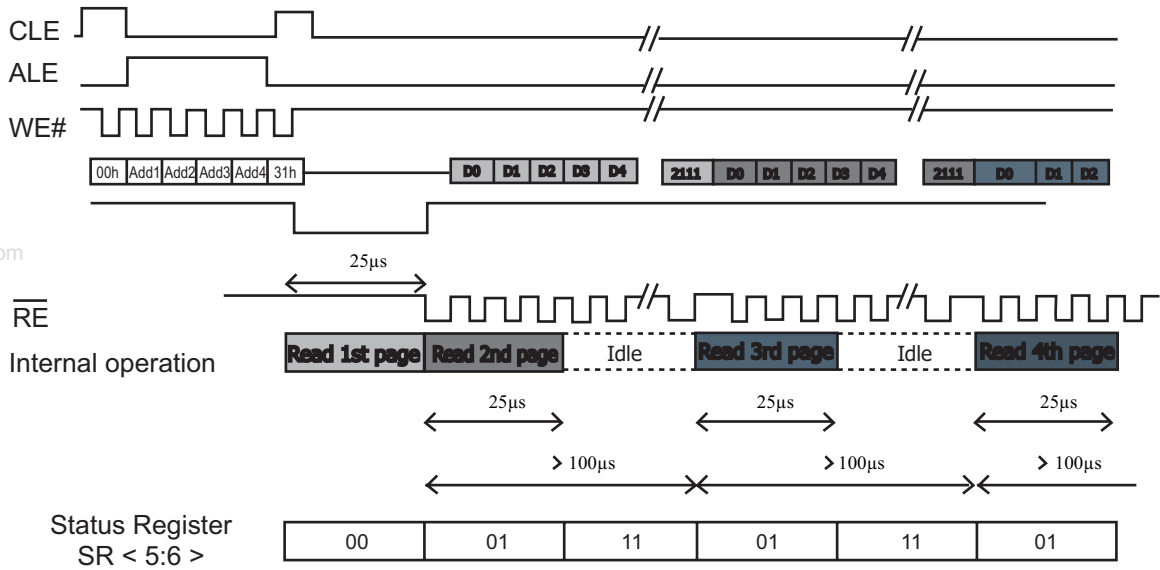 CLE
ALE
WE#
00h Add1 Add2 Add3 Add4 31h D0 D1 D2 D3 D4 2111 D0 D1 D2 D3 D4 2111 D0 D1 D2
om
25µs
RE
Internal operation Read 1st page Read 2nd page Idle Read 3rd page Idle Read 4th page
25µs 25µs 25µs
> 100µs > 100µs > 100µs
Status Register
SR < 5:6 >
00 01 11 01 11 01